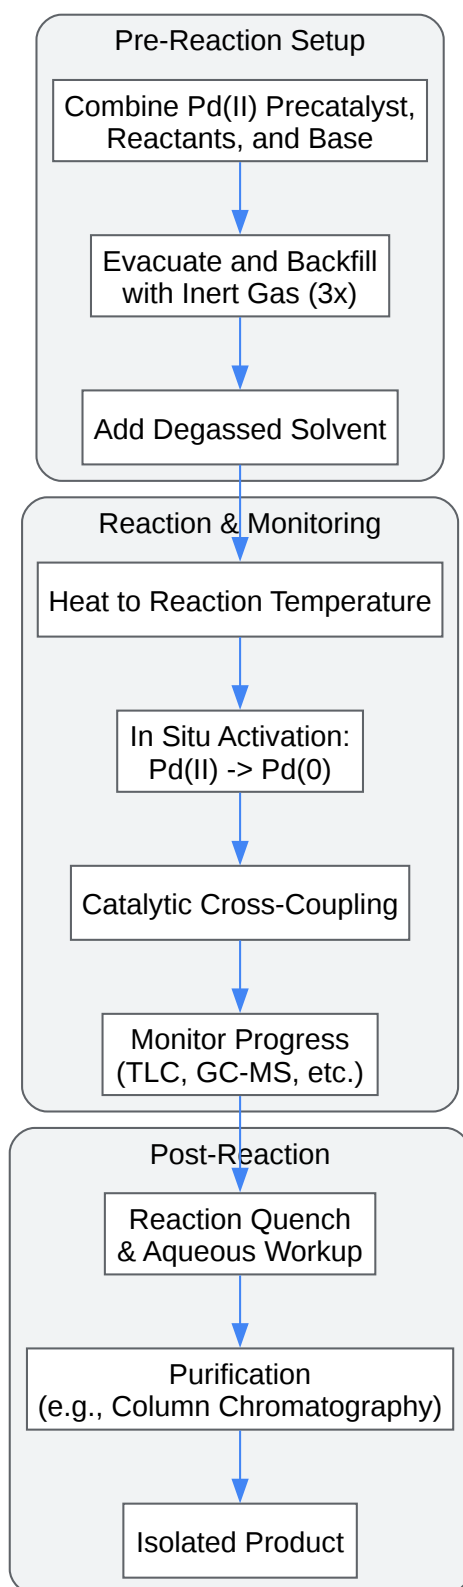 Pre-Reaction Setup
Combine Pd(II) Precatalyst,
Reactants, and Base
Evacuate and Backfill
with Inert Gas (3x)
Add Degassed Solvent
Reaction & Monitoring
Heat to Reaction Temperature
In Situ Activation:
Pd(II) -> Pd(0)
Catalytic Cross-Coupling
Monitor Progress
(TLC, GC-MS, etc.)
Post-Reaction
Reaction Quench
& Aqueous Workup
Purification
(e.g., Column Chromatography)
Isolated Product